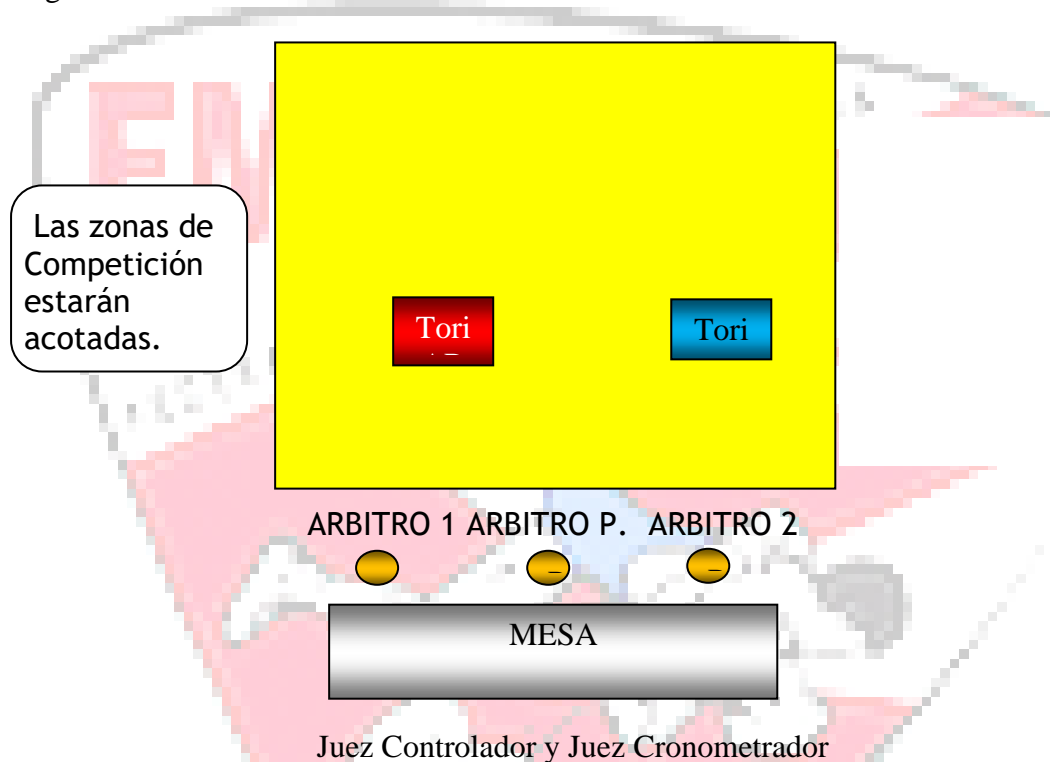 Las zonas de
Competición
estarán
acotadas.
Tori
Tori
ARBITRO 1 ARBITRO P. ARBITRO 2
MESA
Juez Controlador y Juez Cronometrador